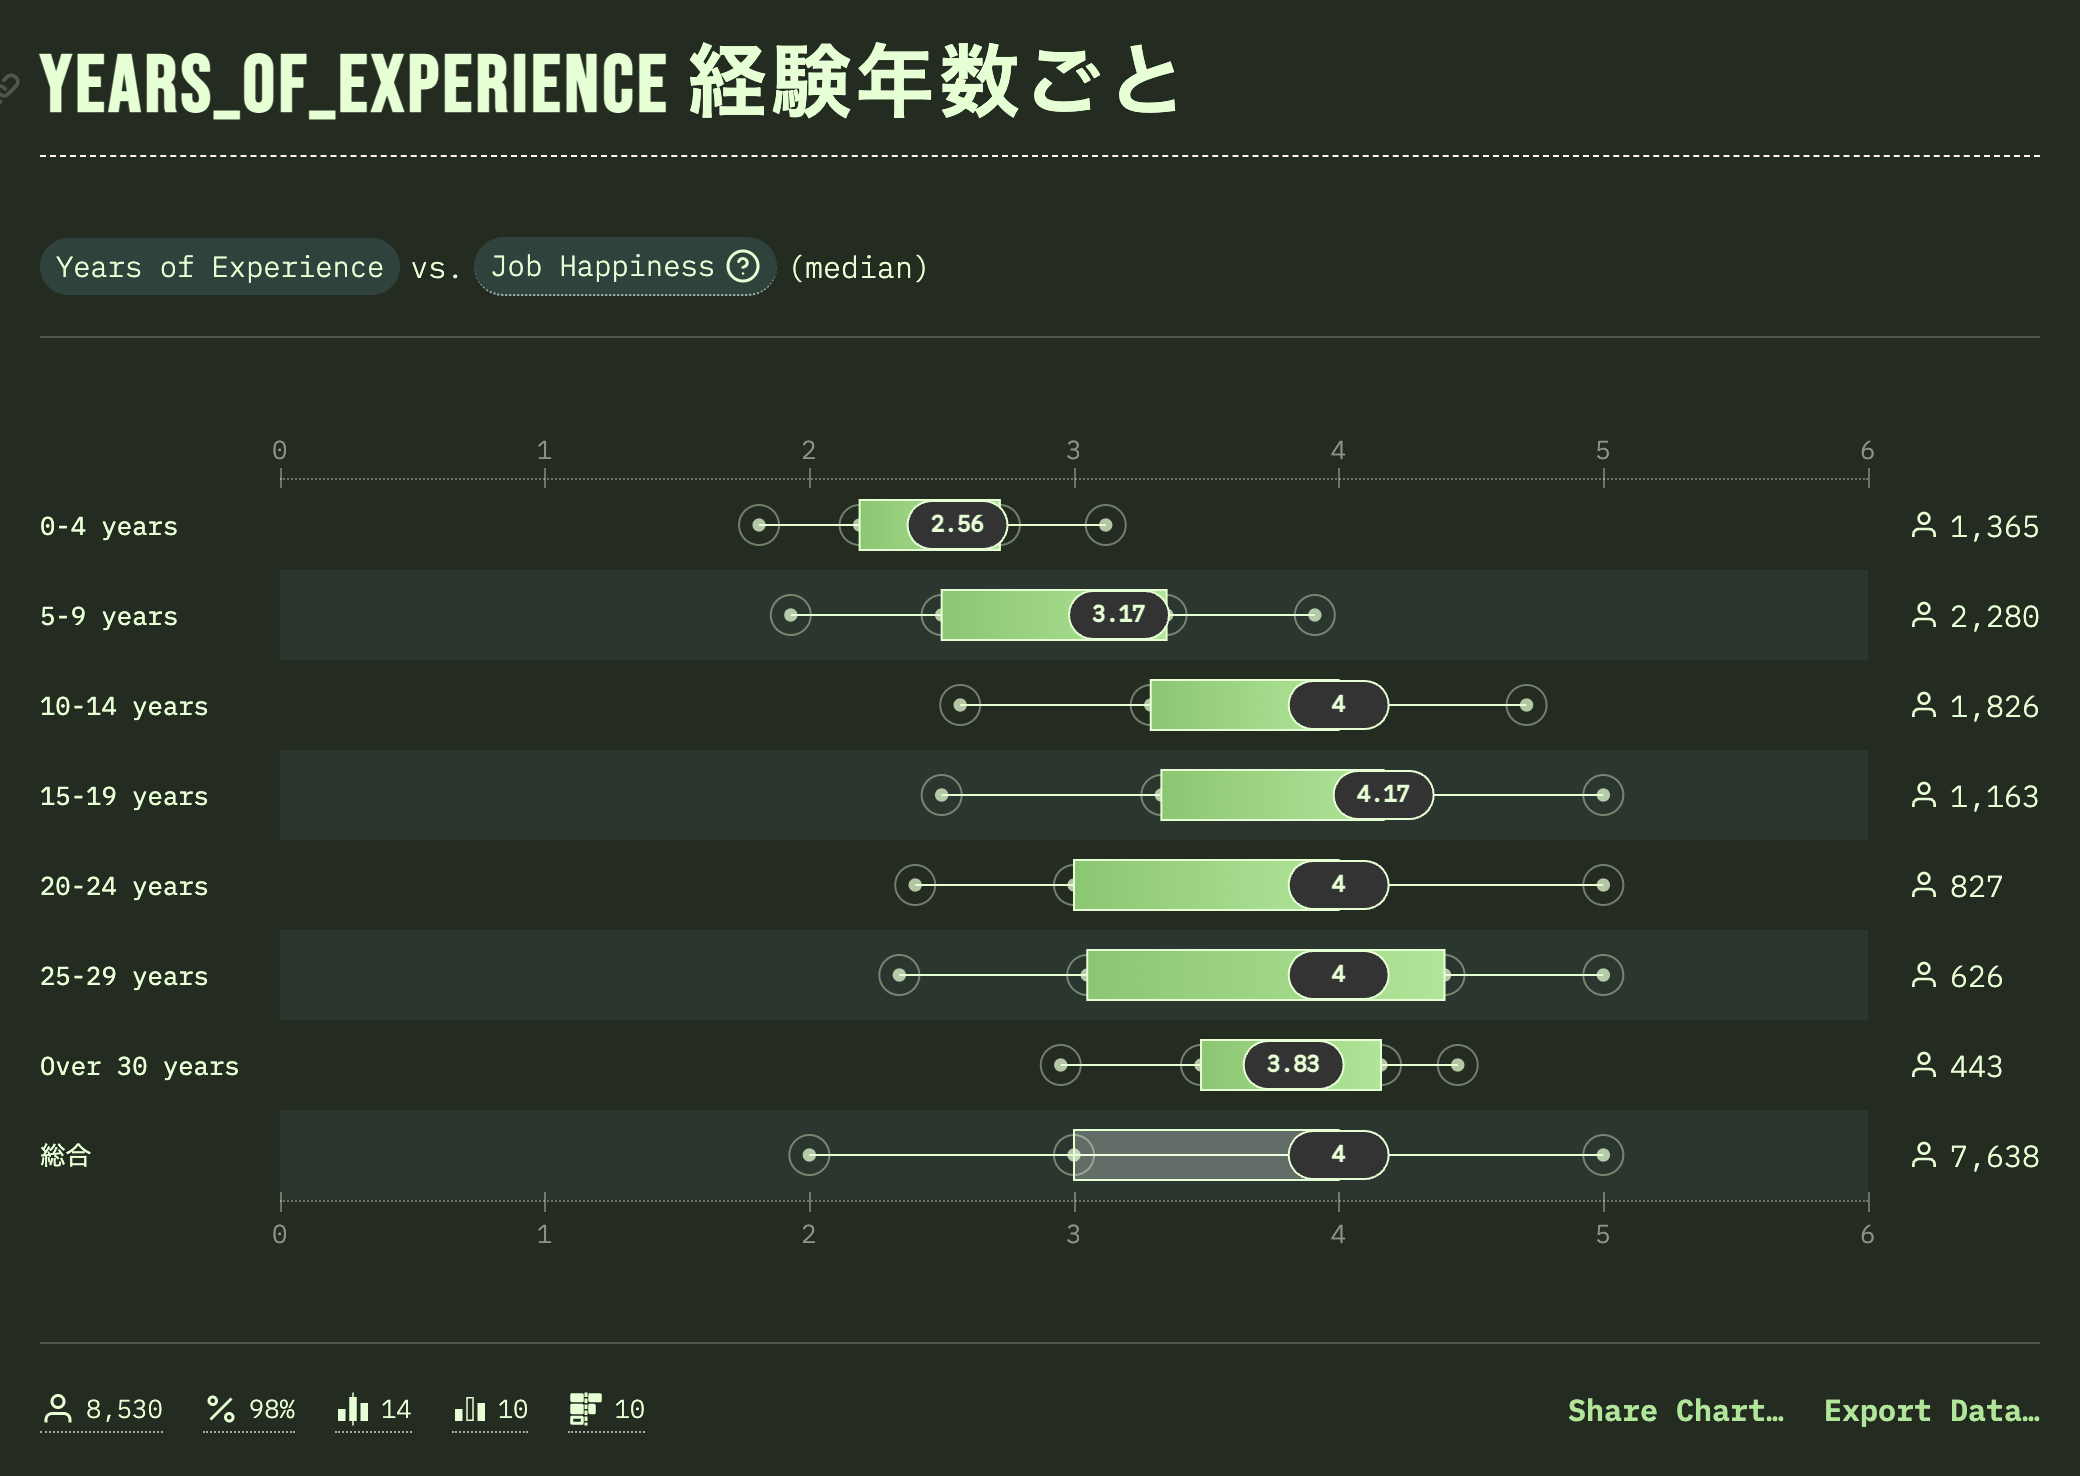 YEARS_OF_EXPERIENCE 経験年数ごと
Years of Experience vs. Job Happiness ? (median)
0 1 2 3 4 5 6
0-4 years 2.56 1,365
5-9 years 3.17 2,280
10-14 years 4 1,826
15-19 years 4.17 1,163
20-24 years 4 827
25-29 years 4 626
Over 30 years 3.83 443
総合 4 7,638
0 1 2 3 4 5 6
8,530 % 98% 14 10 10 Share Chart… Export Data…